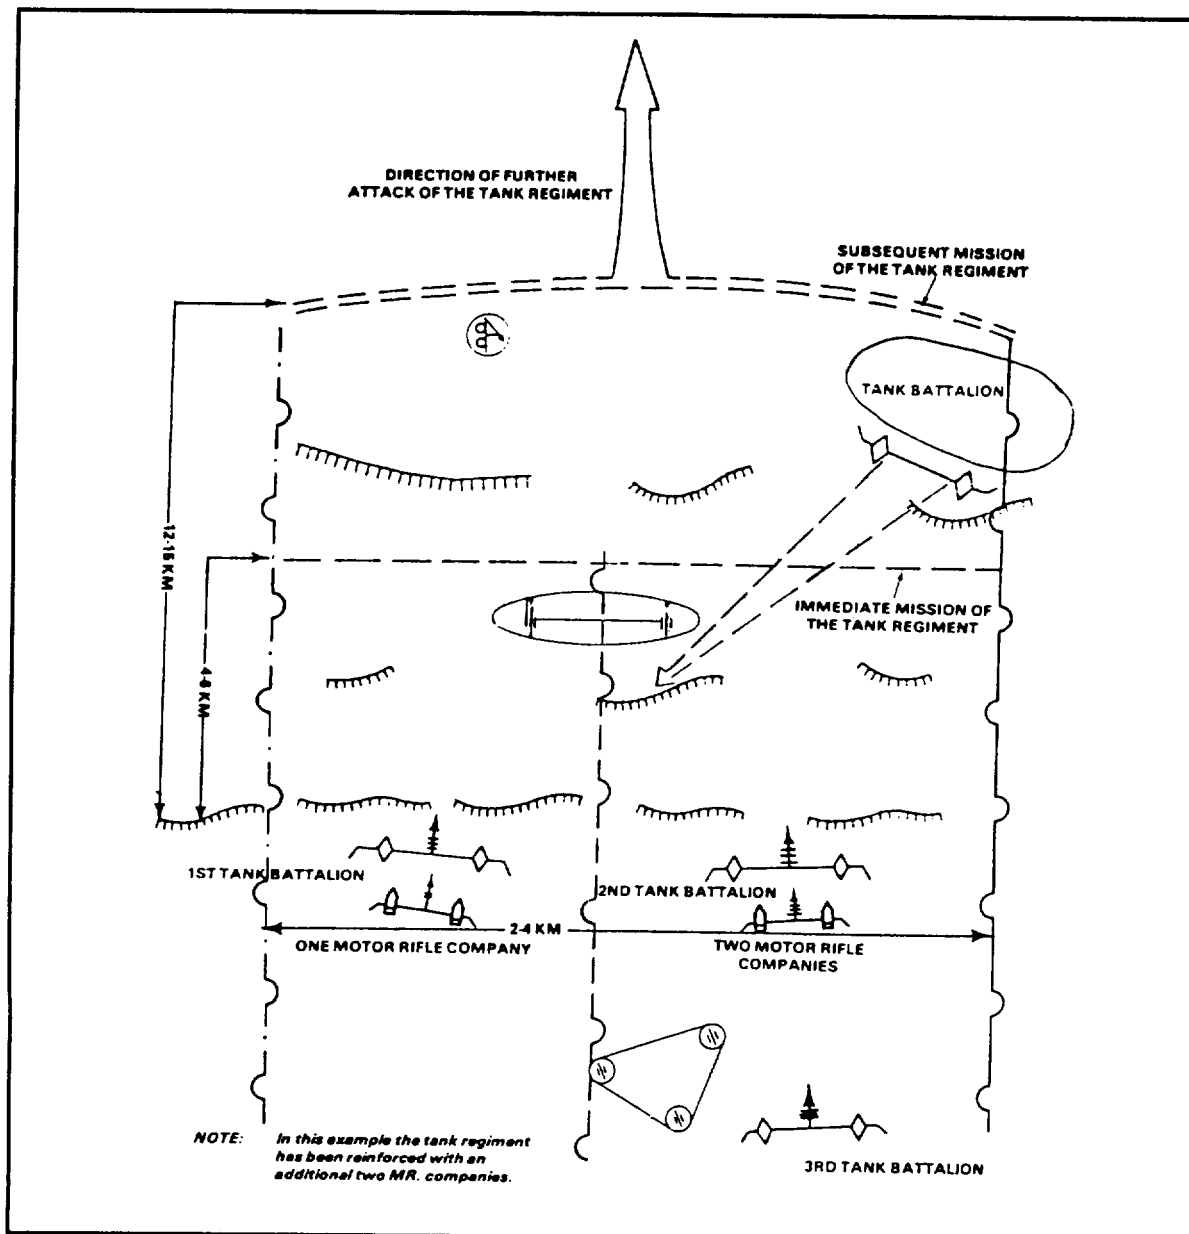 DIRECTION OF FURTHER
ATTACK OF THE TANK REGIMENT
SUBSEQUENT MISSION
OF THE TANK REGIMENT
TANK BATTALION
12-15 KM
IMMEDIATE MISSION OF
THE TANK REGIMENT
KM
1ST TANK BATTALION
2ND TANK BATTALION
2-4 KM
ONE MOTOR RIFLE COMPANY
TWO MOTOR RIFLE
COMPANIES
NOTE: In this example the tank regiment
has been reinforced with an
additional two MR. companies.
3RD TANK BATTALION